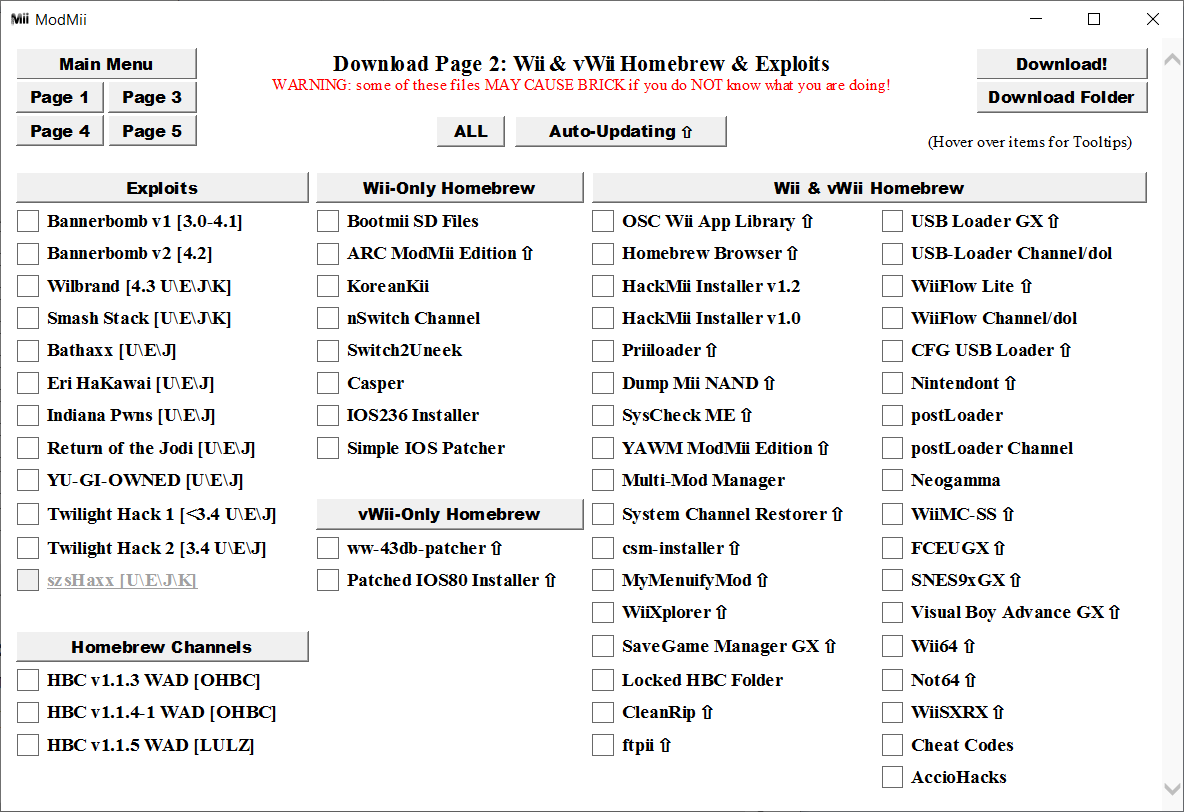 Mii ModMii
Main Menu
Page 1 Page 3
Page 4 Page 5
Download Page 2: Wii & vWii Homebrew & Exploits
WARNING: some of these files MAY CAUSE BRICK if you do NOT know what you are doing!
ALL Auto-Updating ⇧
Download!
Download Folder
(Hover over items for Tooltips)
Exploits
Bannerbomb v1 [3.0-4.1]
Bannerbomb v2 [4.2]
Wilbrand [4.3 U\E\J\K]
Smash Stack [U\E\J\K]
Bathaxx [U\E\J]
Eri HaKawai [U\E\J]
Indiana Pwns [U\E\J]
Return of the Jodi [U\E\J]
YU-GI-OWNED [U\E\J]
Twilight Hack 1 [<3.4 U\E\J]
Twilight Hack 2 [3.4 U\E\J]
szsHaxx [U\E\J\K]
Homebrew Channels
HBC v1.1.3 WAD [OHBC]
HBC v1.1.4-1 WAD [OHBC]
HBC v1.1.5 WAD [LULZ]
Wii-Only Homebrew
Bootmii SD Files
ARC ModMii Edition ⇧
KoreanKii
nSwitch Channel
Switch2Uneek
Casper
IOS236 Installer
Simple IOS Patcher
vWii-Only Homebrew
ww-43db-patcher ⇧
Patched IOS80 Installer ⇧
Wii & vWii Homebrew
OSC Wii App Library ⇧
Homebrew Browser ⇧
HackMii Installer v1.2
HackMii Installer v1.0
Priiloader ⇧
Dump Mii NAND ⇧
SysCheck ME ⇧
YAWM ModMii Edition ⇧
Multi-Mod Manager
System Channel Restorer ⇧
csm-installer ⇧
MyMenuifyMod ⇧
WiiXplorer ⇧
SaveGame Manager GX ⇧
Locked HBC Folder
CleanRip ⇧
ftpii ⇧
USB Loader GX ⇧
USB-Loader Channel/dol
WiiFlow Lite ⇧
WiiFlow Channel/dol
CFG USB Loader ⇧
Nintendont ⇧
postLoader
postLoader Channel
Neogamma
WiiMC-SS ⇧
FCEUGX ⇧
SNES9xGX ⇧
Visual Boy Advance GX ⇧
Wii64 ⇧
Not64 ⇧
WiiSXRX ⇧
Cheat Codes
AccioHacks